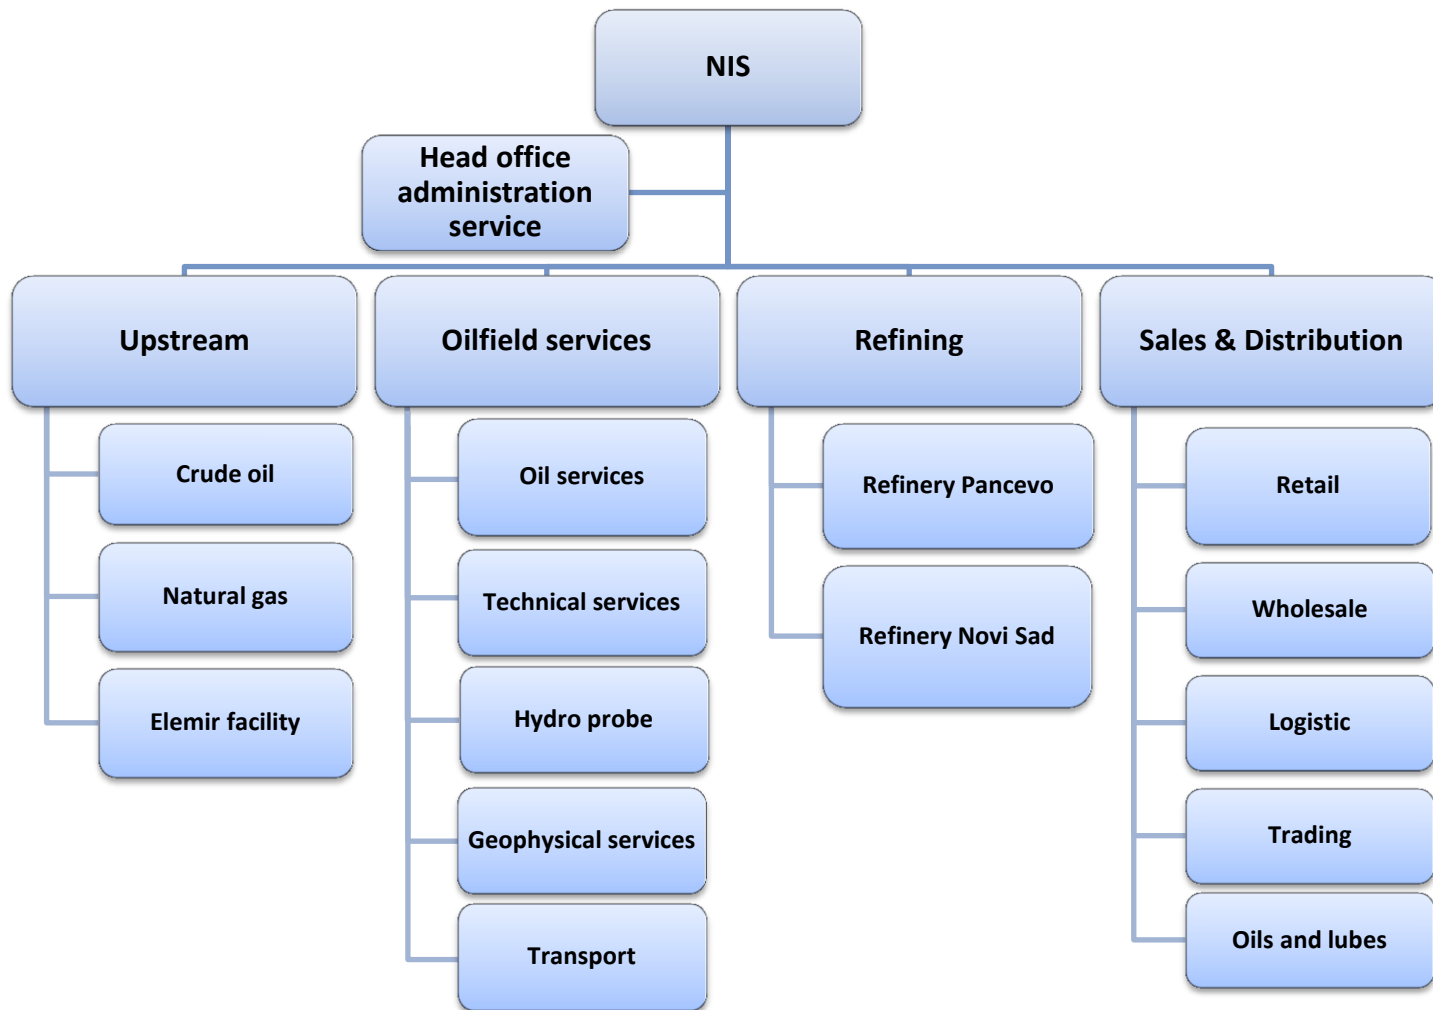 NIS
Head office
administration
service
Upstream
Oilfield services
Refining
Sales & Distribution
Crude oil
Natural gas
Elemir facility
Oil services
Technical services
Hydro probe
Geophysical services
Transport
Refinery Pancevo
Refinery Novi Sad
Retail
Wholesale
Logistic
Trading
Oils and lubes